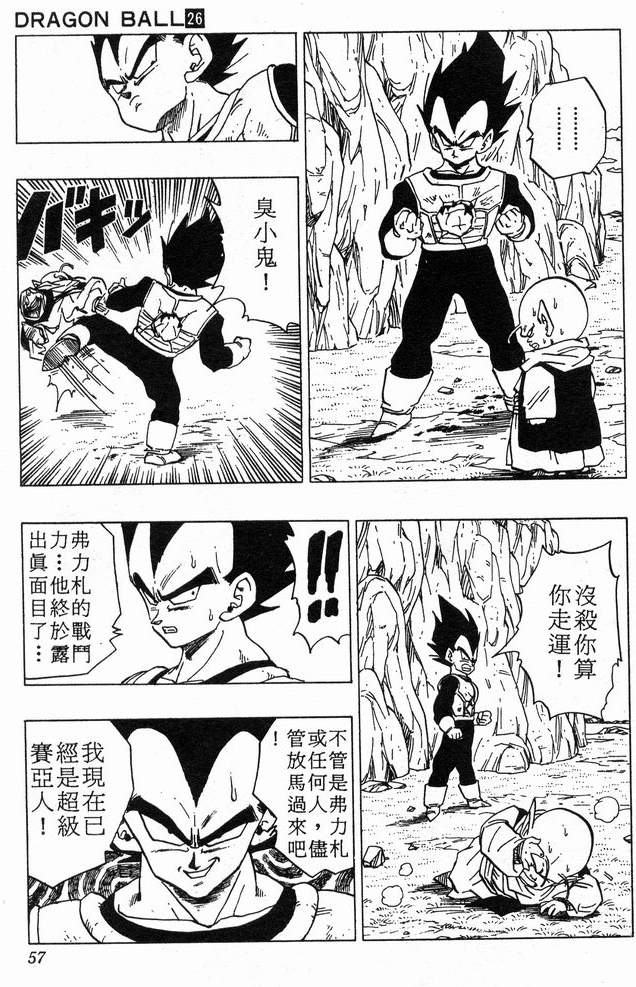 DRAGON BALL 26
…………
…………
臭小鬼！
バキッ
沒殺你算
你走運！
!!
弗力札的戰鬥
力…他終於露
出眞面目了…
不管是弗力札
或任何人，儘
管放馬過來吧
！
我現在已
經是超級
賽亞人！
57